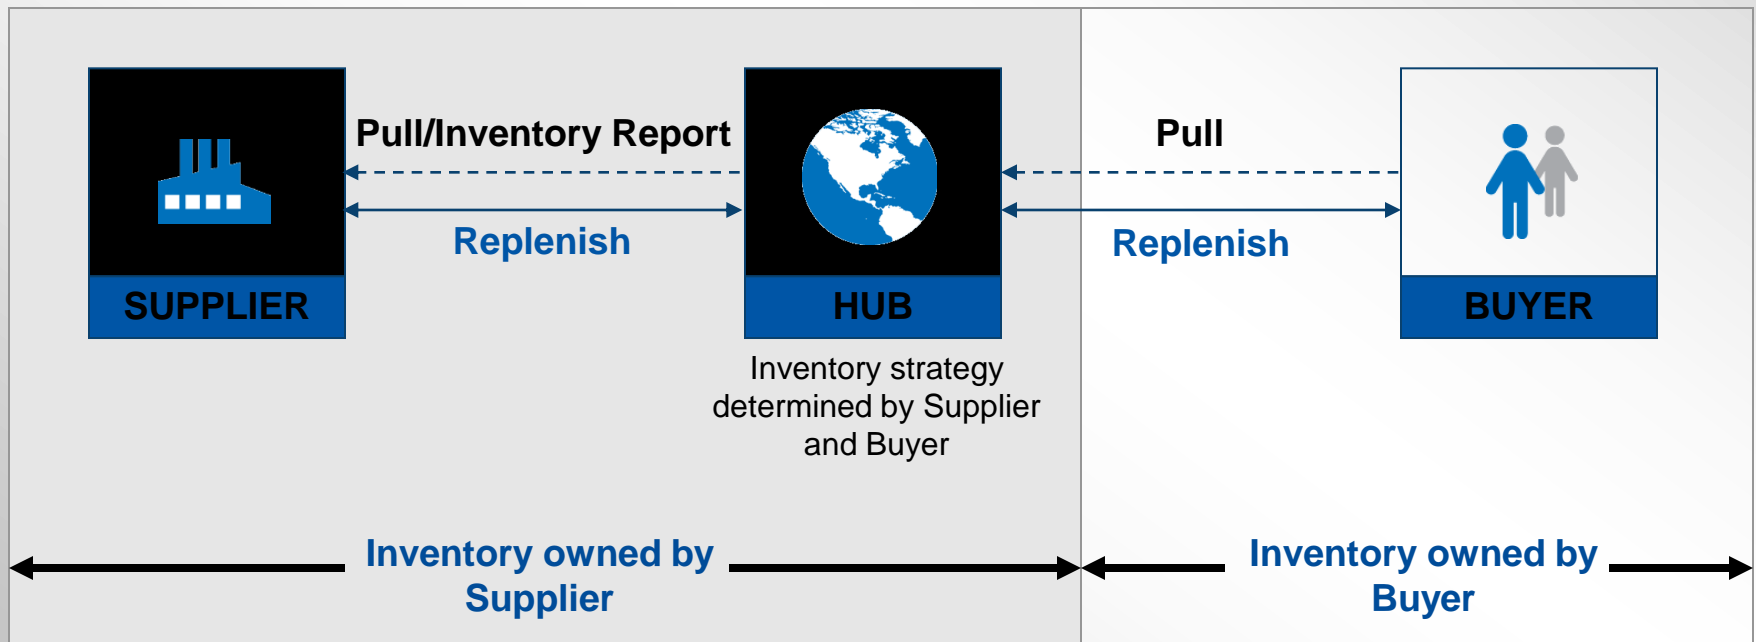 Pull/Inventory Report
Pull
Replenish
Replenish
SUPPLIER
HUB
BUYER
Inventory strategy
determined by Supplier
and Buyer
Inventory owned by
Supplier
Inventory owned by
Buyer